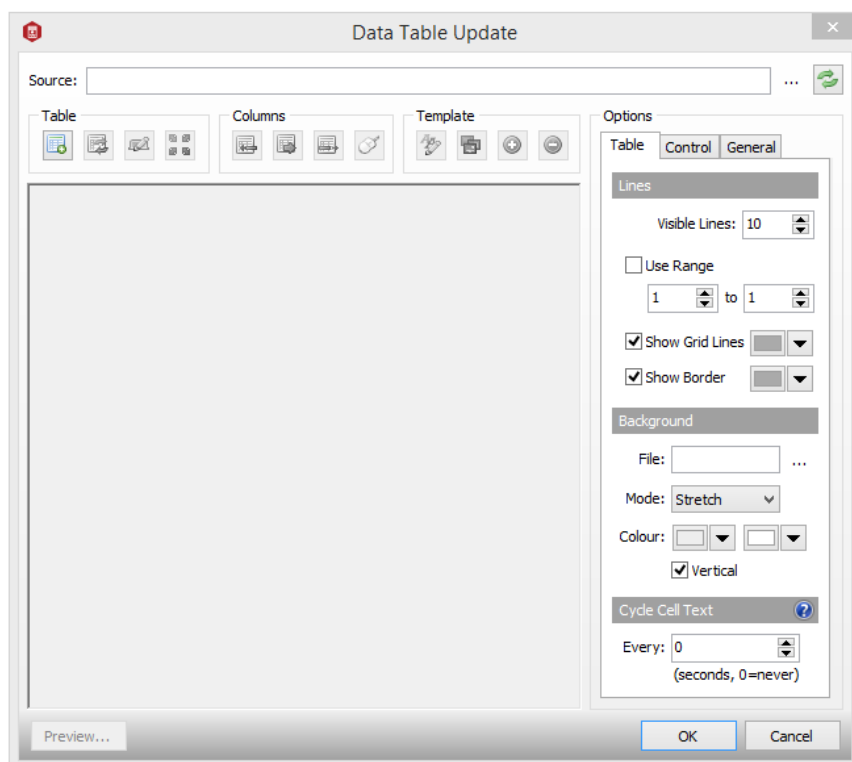 Data Table Update
Source: ...
Table Columns Template Options
Table Control General
Lines
Visible Lines: 10
Use Range
1 to 1
Show Grid Lines
Show Border
Background
File: ...
Mode: Stretch
Colour:
Vertical
Cycle Cell Text ?
Every: 0
(seconds, 0=never)
Preview... OK Cancel